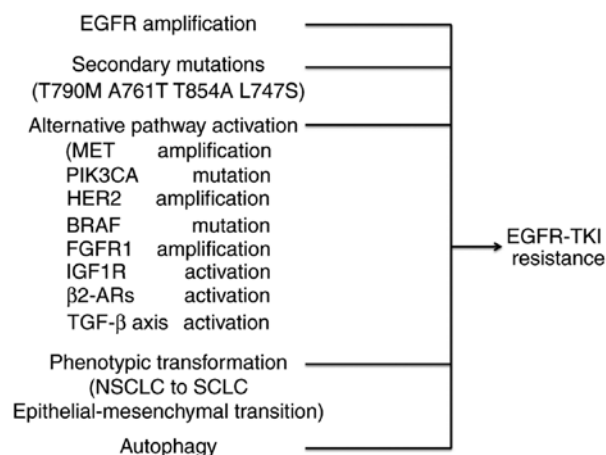 EGFR amplification
Secondary mutations
(T790M A761T T854A L747S)
Alternative pathway activation
(MET amplification
PIK3CA mutation
HER2 amplification
BRAF mutation
FGFR1 amplification
IGF1R activation
β2-ARs activation
TGF-β axis activation
Phenotypic transformation
(NSCLC to SCLC
Epithelial-mesenchymal transition)
Autophagy
EGFR-TKI
resistance